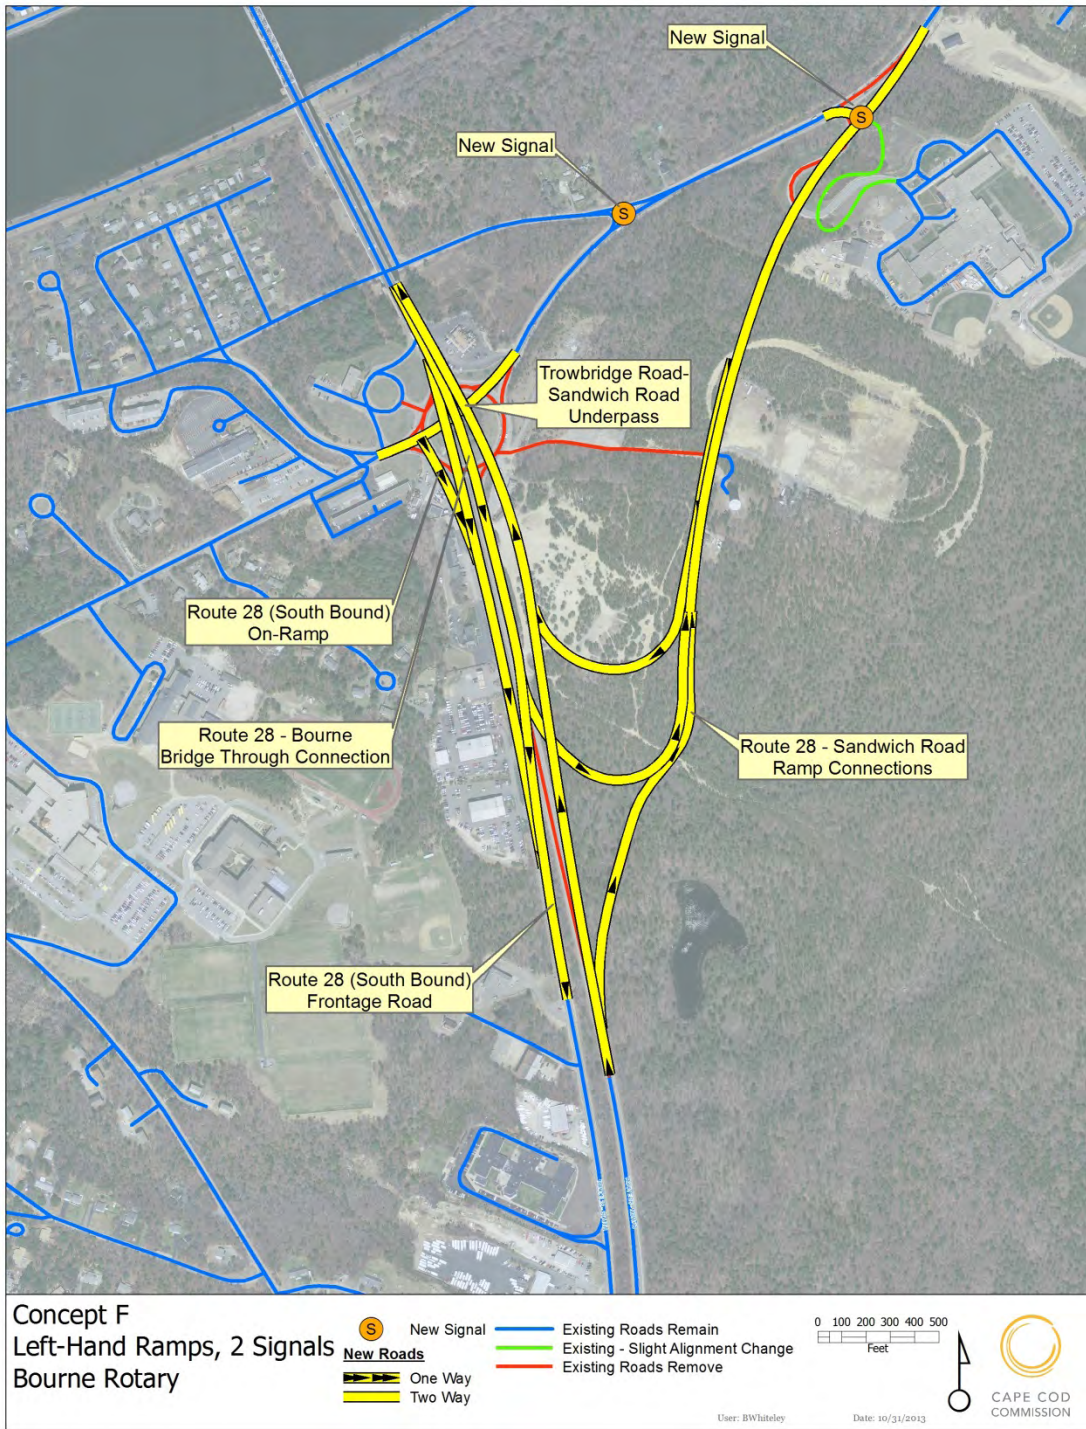 New Signal
New Signal
S
S
Trowbridge Road-
Sandwich Road
Underpass
Route 28 (South Bound)
On-Ramp
Route 28 - Bourne
Bridge Through Connection
Route 28 - Sandwich Road
Ramp Connections
Route 28 (South Bound)
Frontage Road
Concept F
Left-Hand Ramps, 2 Signals
Bourne Rotary
S New Signal
New Roads
One Way
Two Way
Existing Roads Remain
Existing - Slight Alignment Change
Existing Roads Remove
0 100 200 300 400 500
Feet
CAPE COD
COMMISSION
User: BWhiteley
Date: 10/31/2013